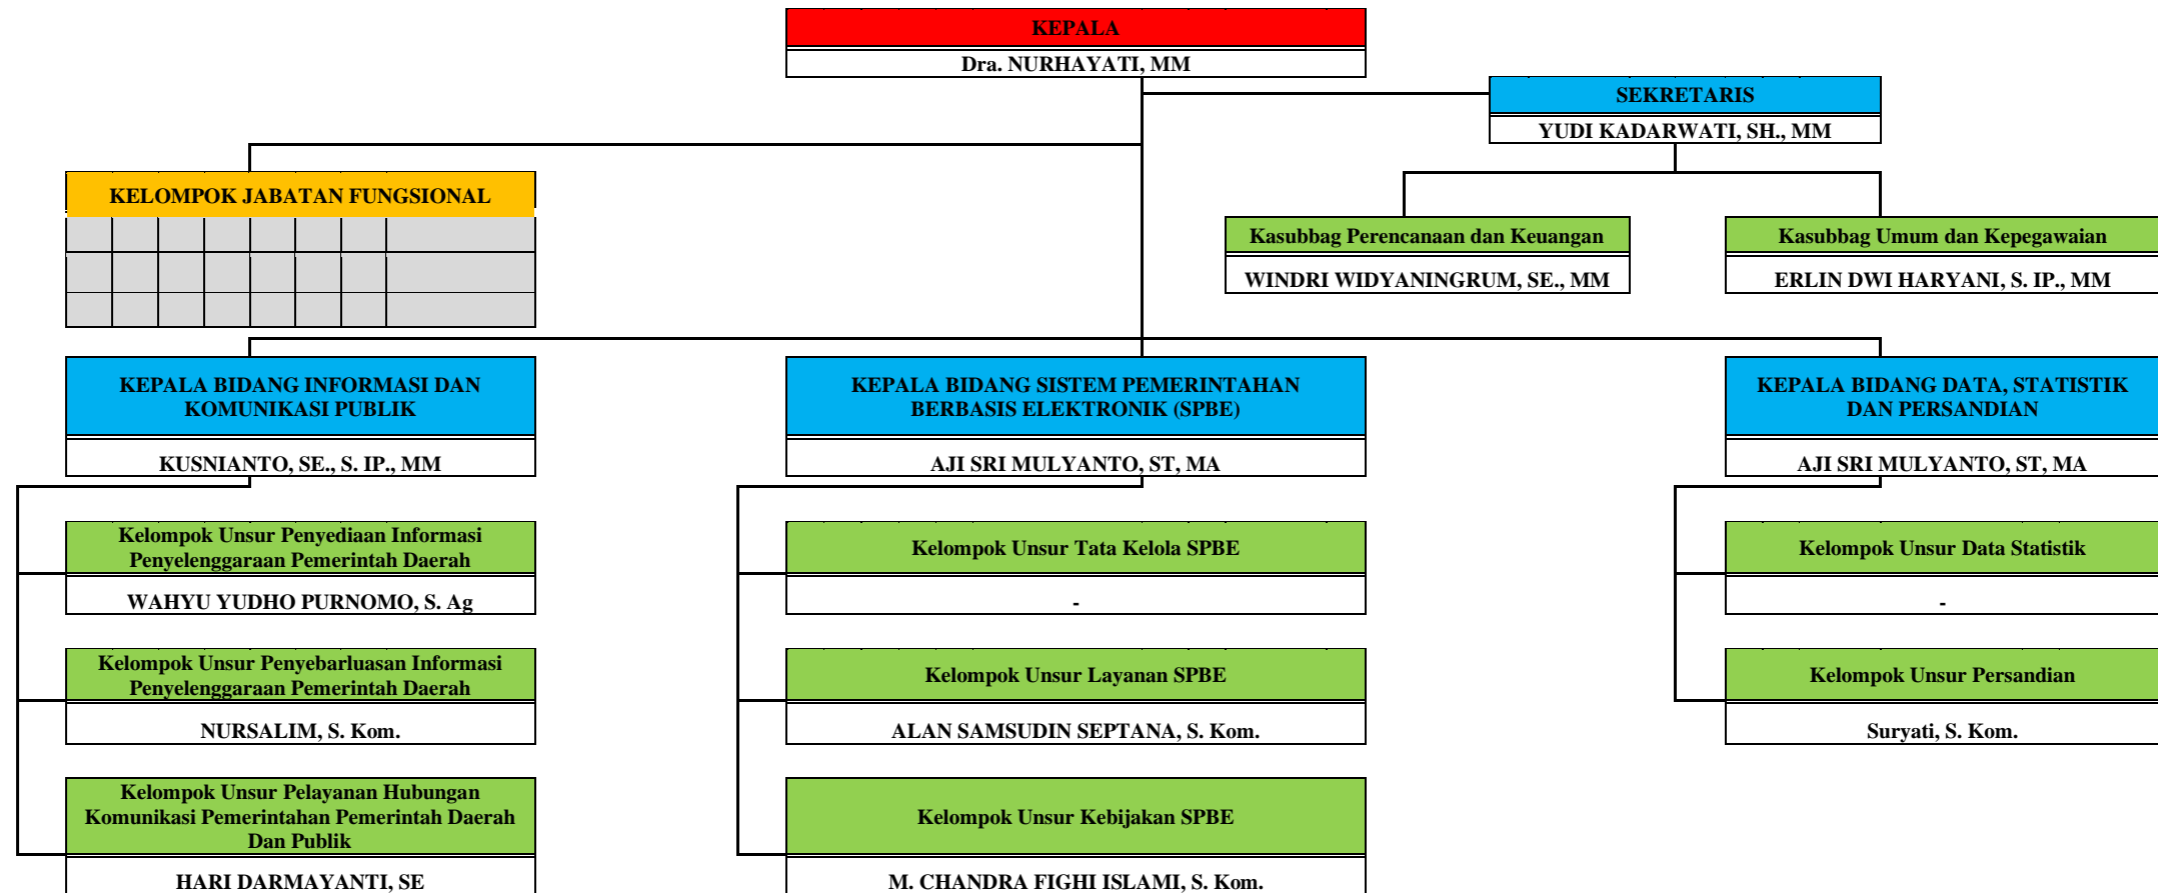 KEPALA
Dra. NURHAYATI, MM
SEKRETARIS
YUDI KADARWATI, SH., MM
KELOMPOK JABATAN FUNGSIONAL
Kasubbag Perencanaan dan Keuangan
WINDRI WIDYANINGRUM, SE., MM
Kasubbag Umum dan Kepegawaian
ERLIN DWI HARYANI, S. IP., MM
KEPALA BIDANG INFORMASI DAN
KOMUNIKASI PUBLIK
KUSNIANTO, SE., S. IP., MM
Kelompok Unsur Penyediaan Informasi
Penyelenggaraan Pemerintah Daerah
WAHYU YUDHO PURNOMO, S. Ag
Kelompok Unsur Penyebarluasan Informasi
Penyelenggaraan Pemerintah Daerah
NURSALIM, S. Kom.
Kelompok Unsur Pelayanan Hubungan
Komunikasi Pemerintahan Pemerintah Daerah
Dan Publik
HARI DARMAYANTI, SE
KEPALA BIDANG SISTEM PEMERINTAHAN
BERBASIS ELEKTRONIK (SPBE)
AJI SRI MULYANTO, ST, MA
Kelompok Unsur Tata Kelola SPBE
-
Kelompok Unsur Layanan SPBE
ALAN SAMSUDIN SEPTANA, S. Kom.
Kelompok Unsur Kebijakan SPBE
M. CHANDRA FIGHI ISLAMI, S. Kom.
KEPALA BIDANG DATA, STATISTIK
DAN PERSANDIAN
AJI SRI MULYANTO, ST, MA
Kelompok Unsur Data Statistik
-
Kelompok Unsur Persandian
Suryati, S. Kom.